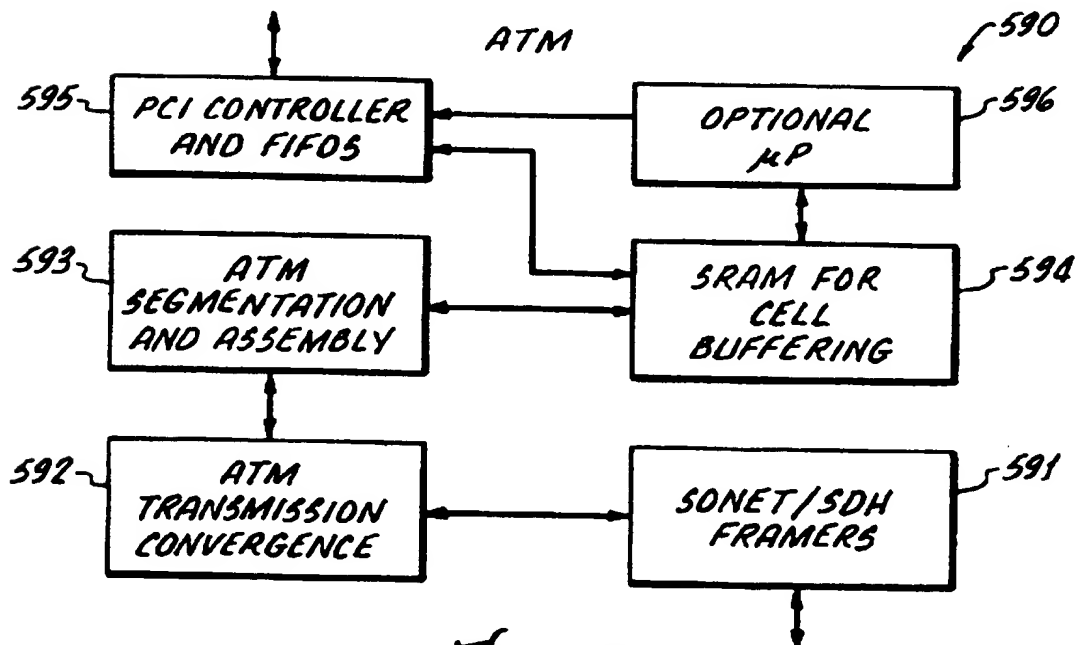 ATM
590
595
PCI CONTROLLER
AND FIFOS
OPTIONAL
μP
596
593
ATM
SEGMENTATION
AND ASSEMBLY
SRAM FOR
CELL
BUFFERING
594
592
ATM
TRANSMISSION
CONVERGENCE
SONET/SDH
FRAMERS
591